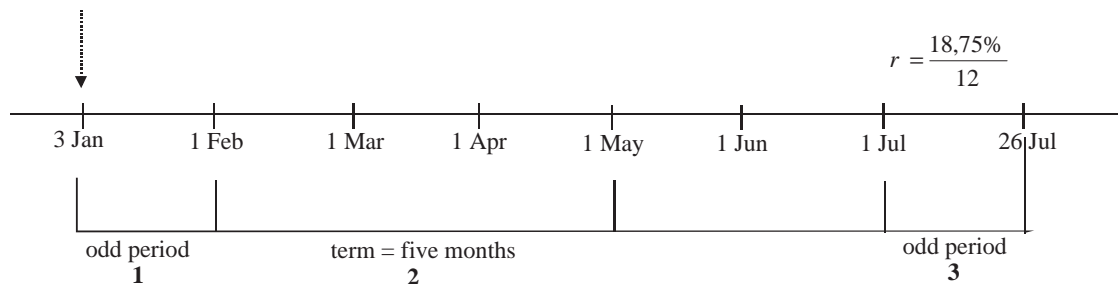 r = 18,75% / 12
3 Jan 1 Feb 1 Mar 1 Apr 1 May 1 Jun 1 Jul 26 Jul
odd period term = five months odd period
1 2 3